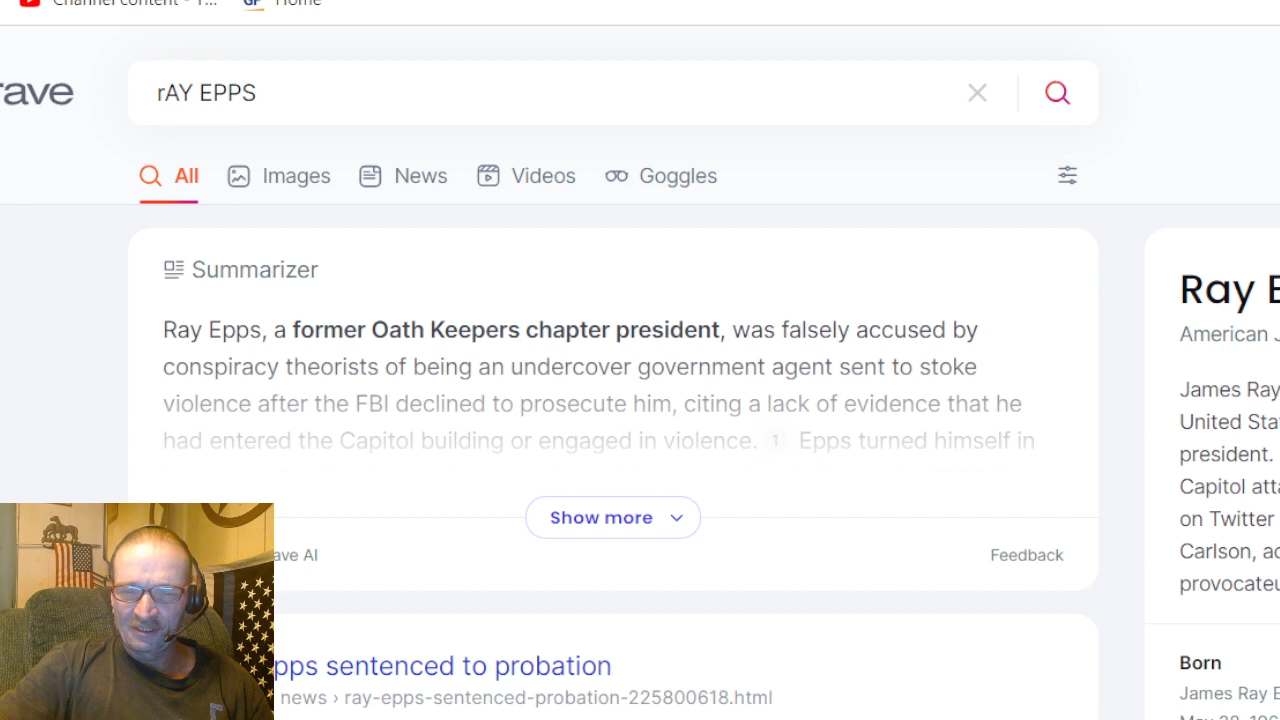 Channel content - Y...
Home
rave
rAY EPPS
All Images News Videos Goggles
Summarizer
Ray Epps, a former Oath Keepers chapter president, was falsely accused by
conspiracy theorists of being an undercover government agent sent to stoke
violence after the FBI declined to prosecute him, citing a lack of evidence that he
had entered the Capitol building or engaged in violence. 1 Epps turned himself in
Show more
ave AI
Feedback
pps sentenced to probation
news › ray-epps-sentenced-probation-225800618.html
Ray E
American J
James Ray
United Sta
president.
Capitol atta
on Twitter
Carlson, ac
provocateu
Born
James Ray E